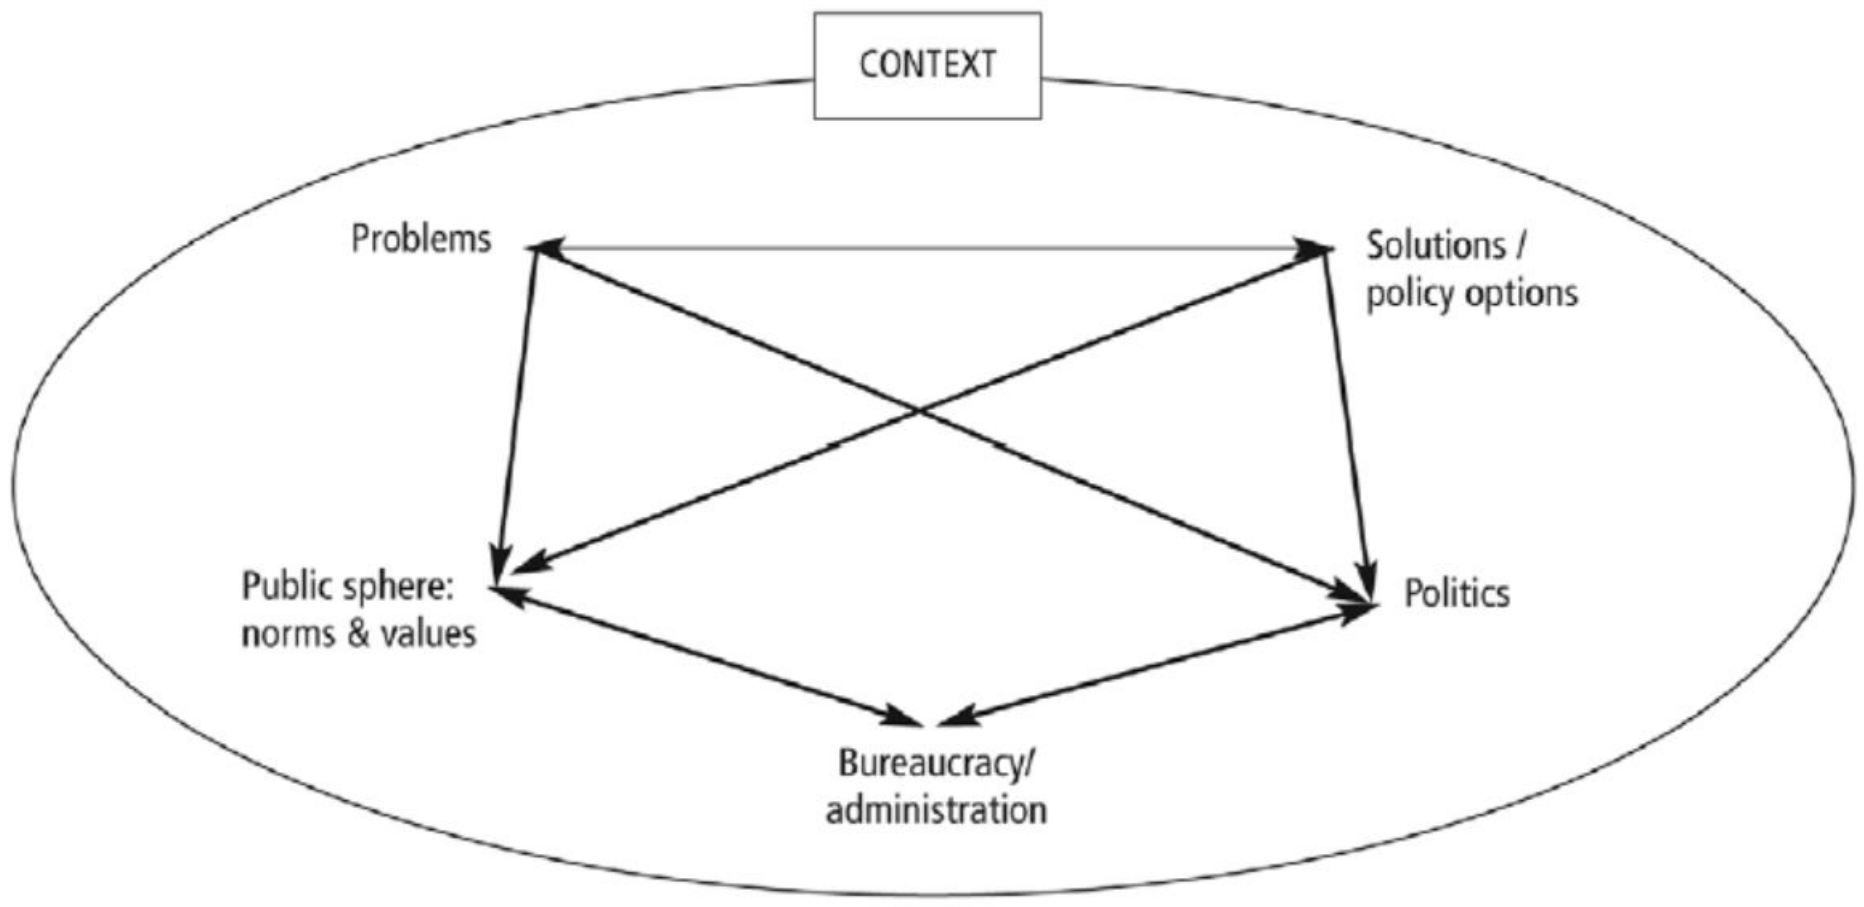 CONTEXT
Problems
Solutions /
policy options
Public sphere:
norms & values
Politics
Bureaucracy/
administration